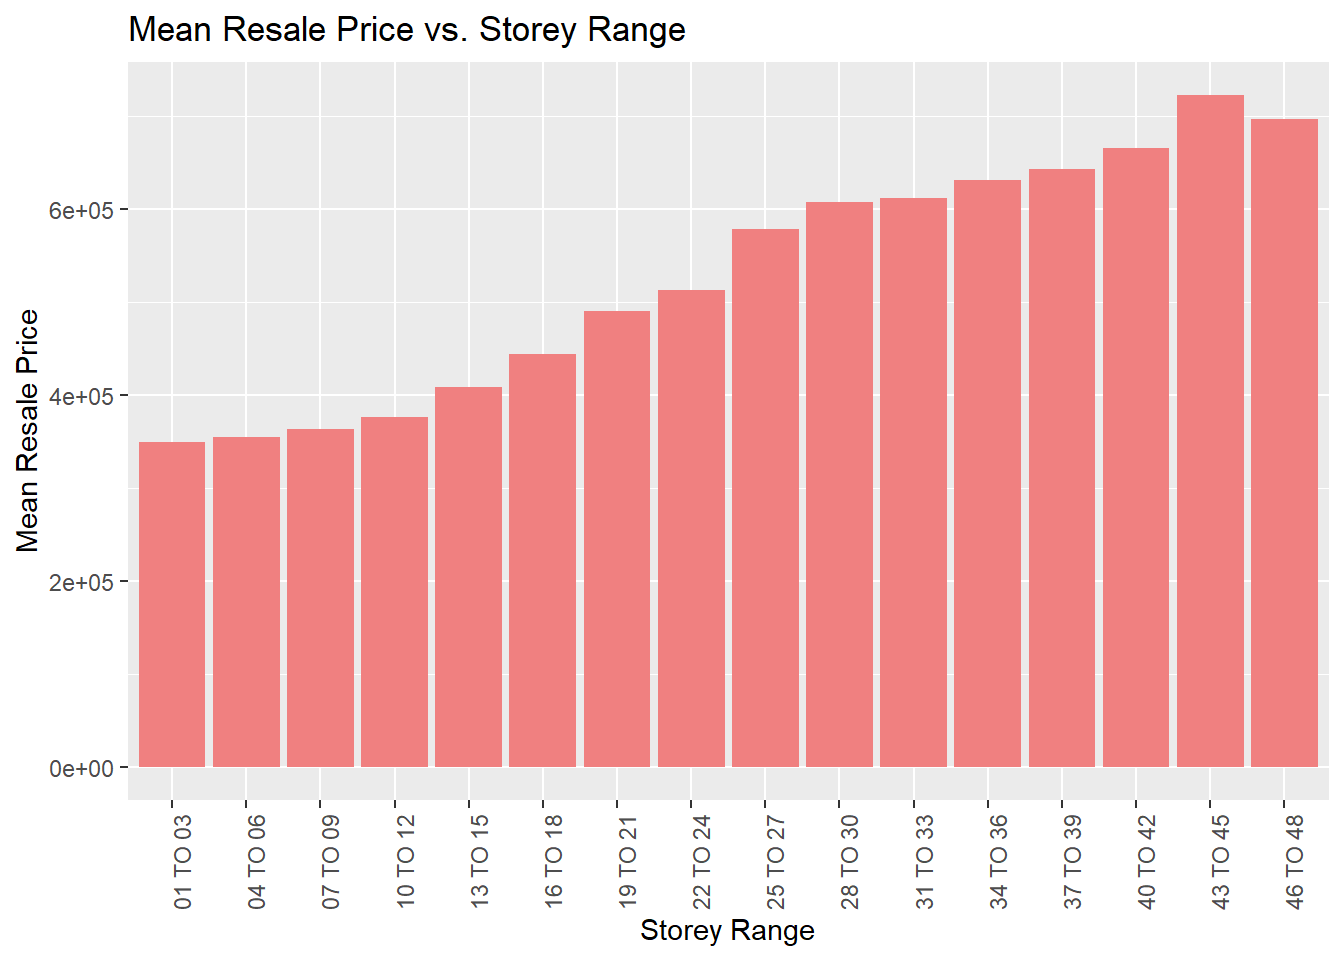 Mean Resale Price vs. Storey Range
Mean Resale Price
6e+05
4e+05
2e+05
0e+00
01 TO 03
04 TO 06
07 TO 09
10 TO 12
13 TO 15
16 TO 18
19 TO 21
22 TO 24
25 TO 27
28 TO 30
31 TO 33
34 TO 36
37 TO 39
40 TO 42
43 TO 45
46 TO 48
Storey Range